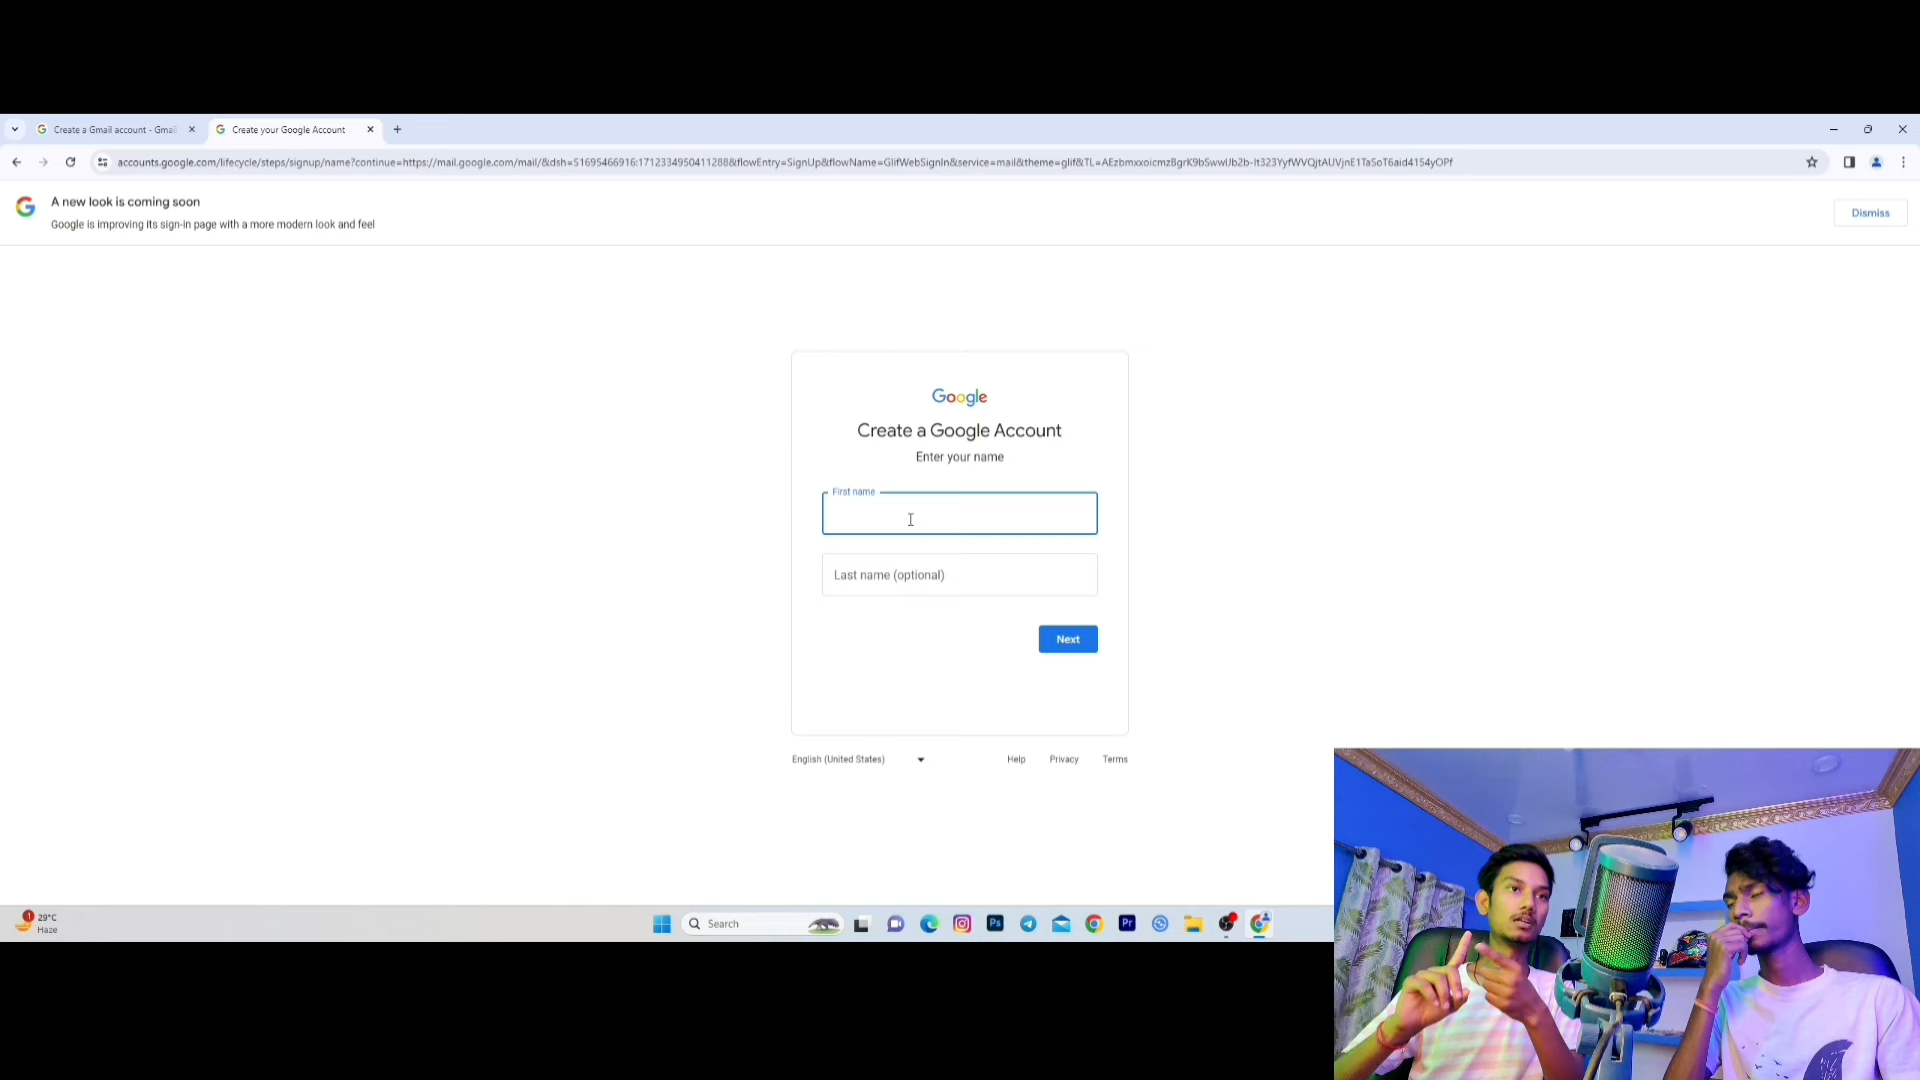 Create a Gmail account - Gmail
Create your Google Account
accounts.google.com/lifecycle/steps/signup/name?continue=https://mail.google.com/mail/&dsh=S1695466916:1712334950411288&flowEntry=SignUp&flowName=GlifWebSignIn&service=mail&theme=glif&TL=
A new look is coming soon
Google is improving its sign-in page with a more modern look and feel
Dismiss
Google
Create a Google Account
Enter your name
First name
Last name (optional)
Next
English (United States)
Help
Privacy
Terms
1
29°C
Haze
Search
Ps
Pr